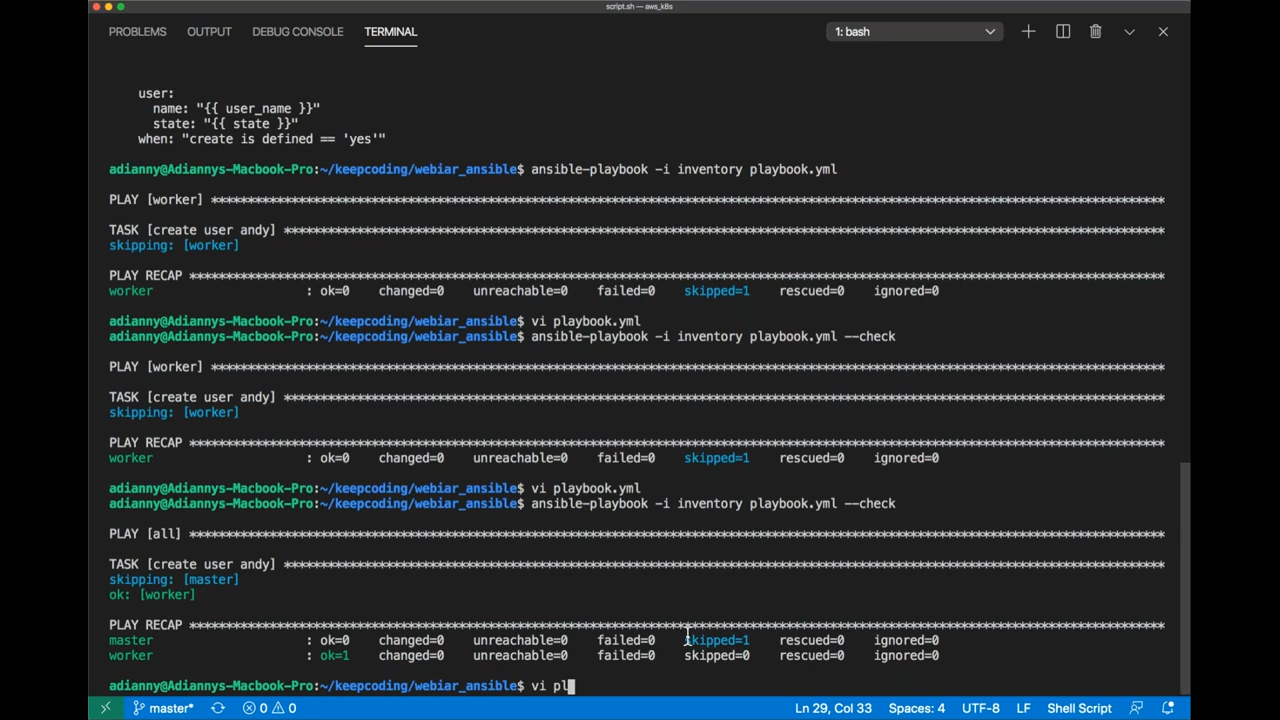 script.sh — aws_k8s
PROBLEMS OUTPUT DEBUG CONSOLE TERMINAL 1: bash
user:
name: "{{ user_name }}"
state: "{{ state }}"
when: "create is defined == 'yes'"
adianny@Adiannys-Macbook-Pro:~/keepcoding/webiar_ansible$ ansible-playbook -i inventory playbook.yml
PLAY [worker] *********************************************************************************************************************************
TASK [create user andy] ***********************************************************************************************************************
skipping: [worker]
PLAY RECAP ************************************************************************************************************************************
worker : ok=0 changed=0 unreachable=0 failed=0 skipped=1 rescued=0 ignored=0
adianny@Adiannys-Macbook-Pro:~/keepcoding/webiar_ansible$ vi playbook.yml
adianny@Adiannys-Macbook-Pro:~/keepcoding/webiar_ansible$ ansible-playbook -i inventory playbook.yml --check
PLAY [worker] *********************************************************************************************************************************
TASK [create user andy] ***********************************************************************************************************************
skipping: [worker]
PLAY RECAP ************************************************************************************************************************************
worker : ok=0 changed=0 unreachable=0 failed=0 skipped=1 rescued=0 ignored=0
adianny@Adiannys-Macbook-Pro:~/keepcoding/webiar_ansible$ vi playbook.yml
adianny@Adiannys-Macbook-Pro:~/keepcoding/webiar_ansible$ ansible-playbook -i inventory playbook.yml --check
PLAY [all] ************************************************************************************************************************************
TASK [create user andy] ***********************************************************************************************************************
skipping: [master]
ok: [worker]
PLAY RECAP ************************************************************************************************************************************
master : ok=0 changed=0 unreachable=0 failed=0 skipped=1 rescued=0 ignored=0
worker : ok=1 changed=0 unreachable=0 failed=0 skipped=0 rescued=0 ignored=0
adianny@Adiannys-Macbook-Pro:~/keepcoding/webiar_ansible$ vi pl
master* 0 0 Ln 29, Col 33 Spaces: 4 UTF-8 LF Shell Script